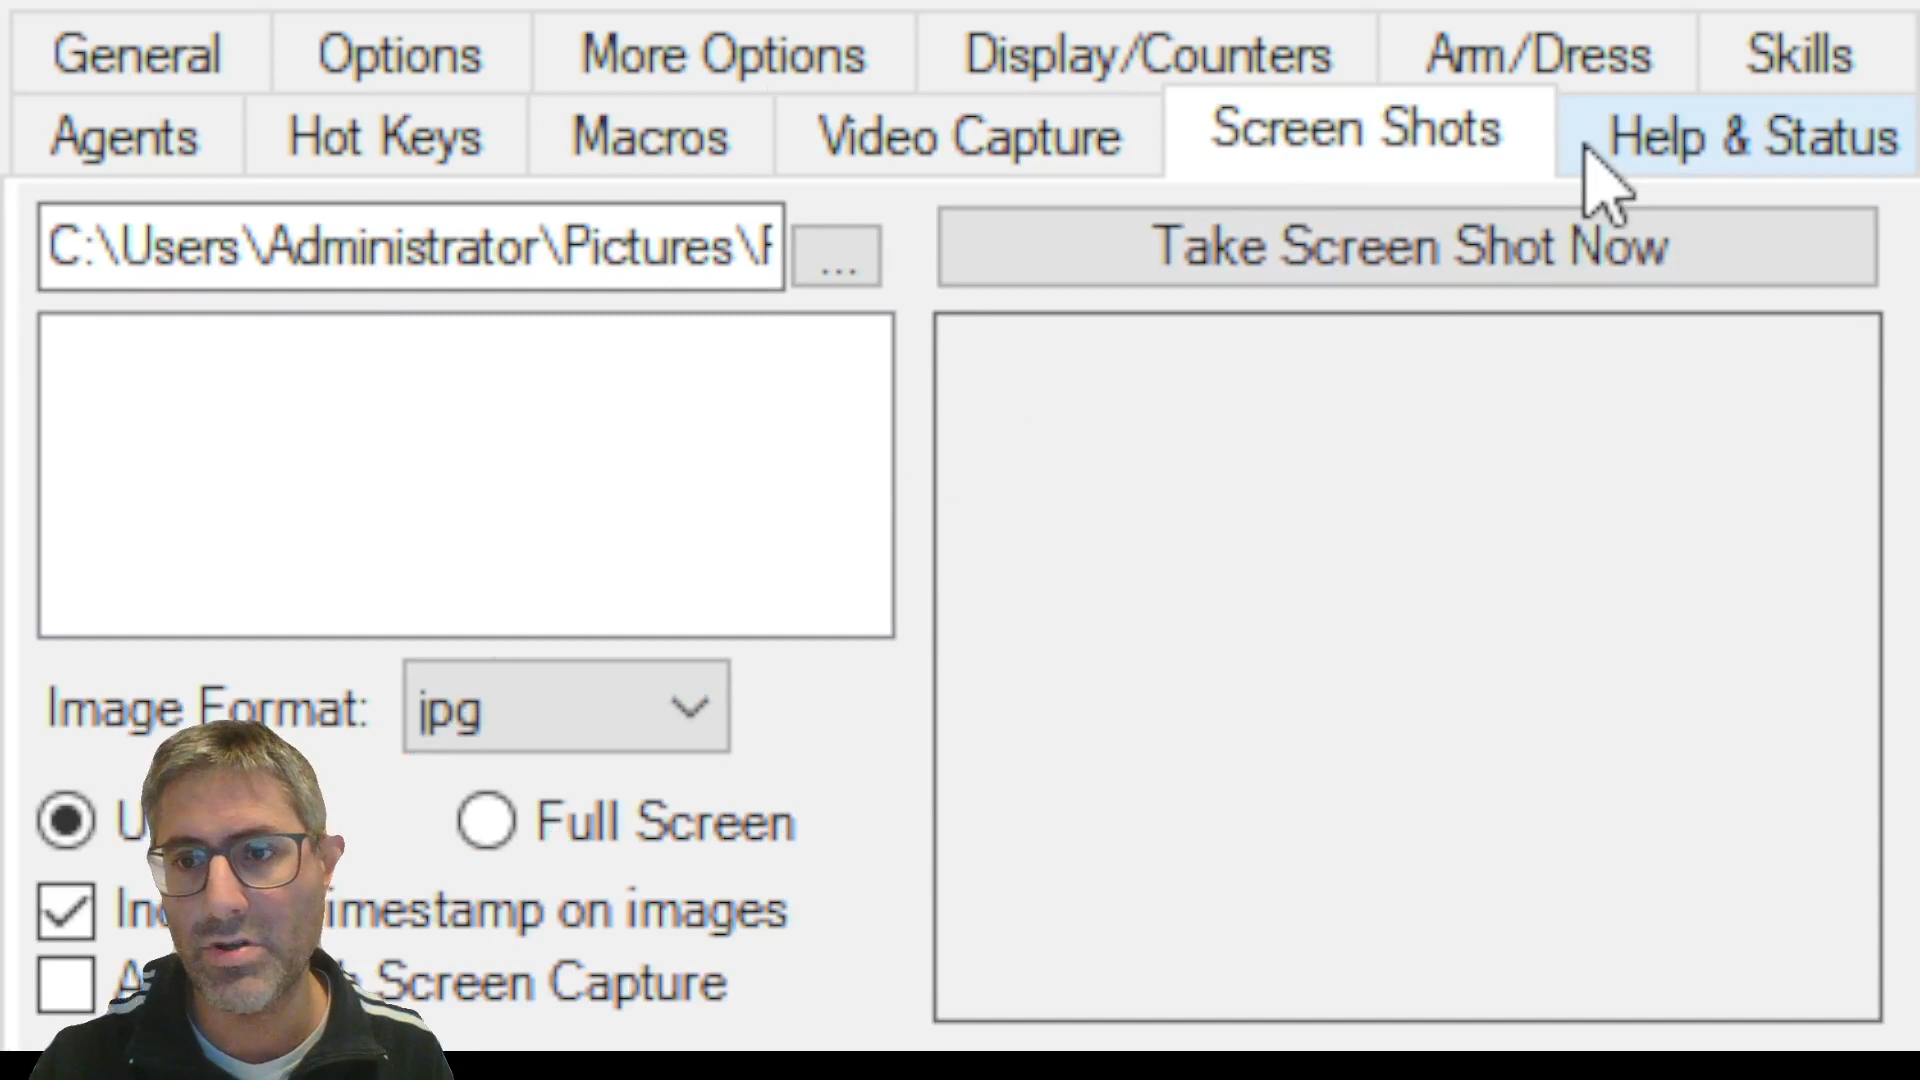 General Options More Options Display/Counters Arm/Dress Skills
Agents Hot Keys Macros Video Capture Screen Shots Help & Status
C:\Users\Administrator\Pictures\ ... Take Screen Shot Now
Image Format: jpg
Full Screen
on images
Screen Capture